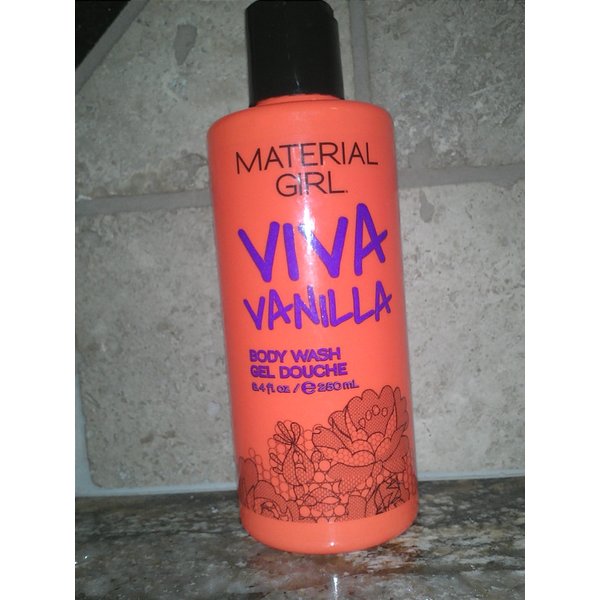 MATERIAL
GIRL.
VIVA
VANILLA
BODY WASH
GEL DOUCHE
8.4 fl oz / ℮ 250 mL